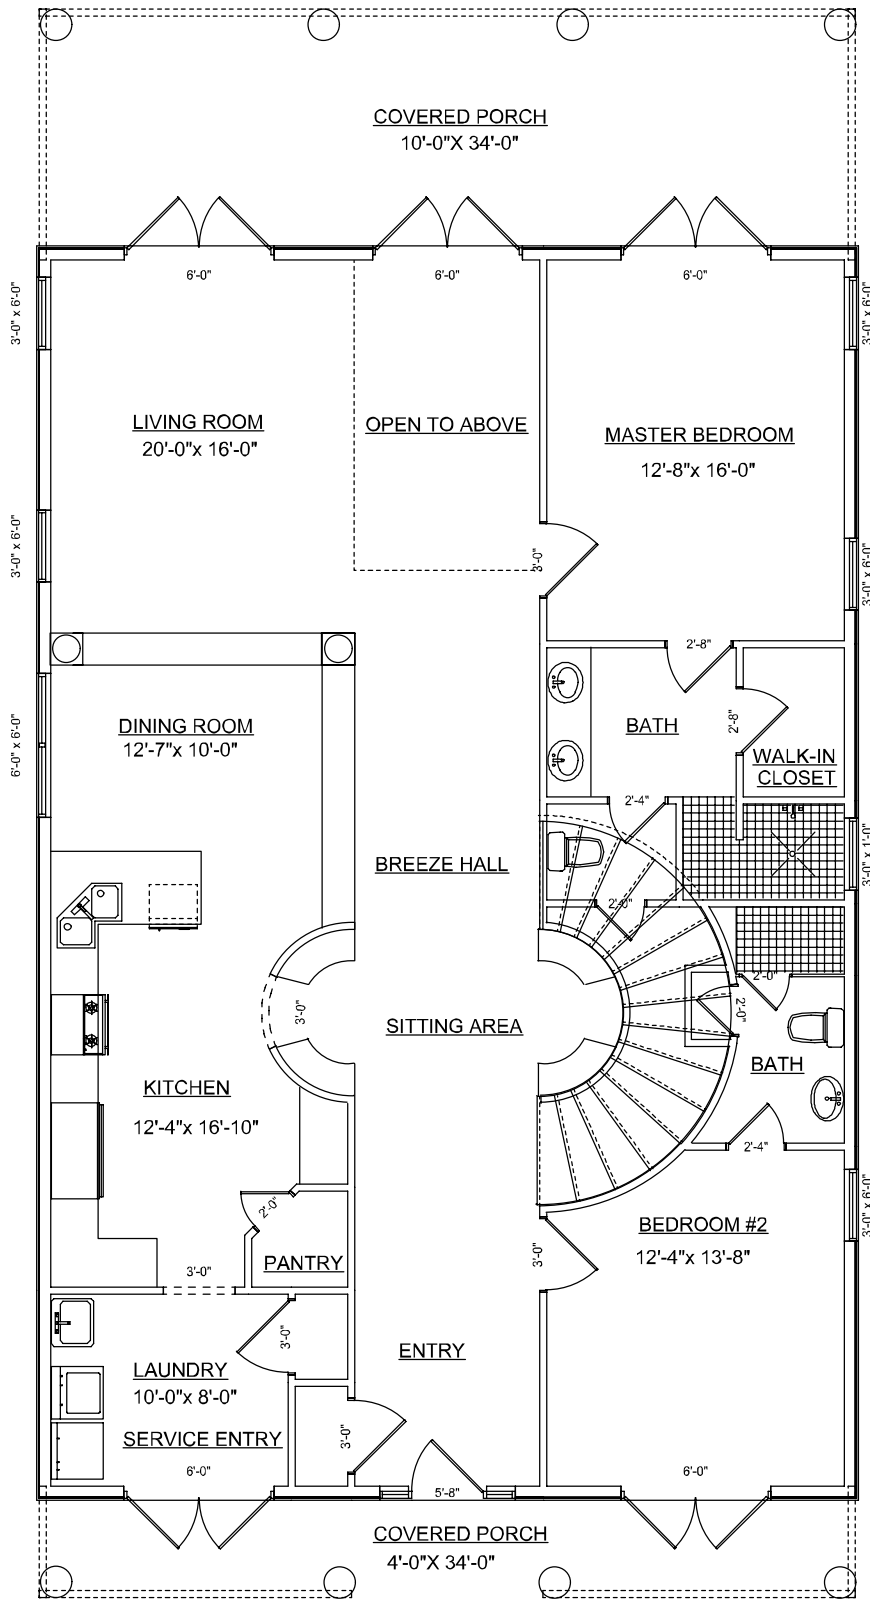 COVERED PORCH
10'-0"X 34'-0"
6'-0"
6'-0"
6'-0"
3'-0" x 6'-0"
3'-0" x 6'-0"
LIVING ROOM
20'-0"x 16'-0"
OPEN TO ABOVE
MASTER BEDROOM
12'-8"x 16'-0"
3'-0" x 6'-0"
3'-0"
3'-0" x 6'-0"
2'-8"
DINING ROOM
12'-7"x 10'-0"
6'-0" x 6'-0"
BATH
2'-8"
WALK-IN
CLOSET
2'-4"
BREEZE HALL
3'-0" x 1'-0"
2'-0"
2'-0"
3'-0"
2'-0"
SITTING AREA
BATH
KITCHEN
12'-4"x 16'-10"
2'-4"
2'-0"
BEDROOM #2
12'-4"x 13'-8"
3'-0" x 6'-0"
PANTRY
3'-0"
3'-0"
3'-0"
ENTRY
LAUNDRY
10'-0"x 8'-0"
3'-0"
SERVICE ENTRY
6'-0"
5'-8"
6'-0"
COVERED PORCH
4'-0"X 34'-0"